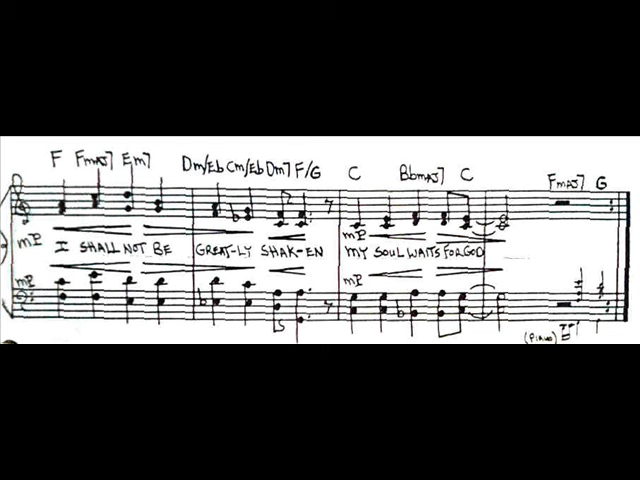 F Fmaj7 Em7 Dm/Eb Cm/Eb Dm7 F/G C Bbmaj7 C Fmaj7 G
mP I SHALL NOT BE GREAT-LY SHAK-EN mP MY SOUL WAITS FOR GOD
mP mP
(PIANO)